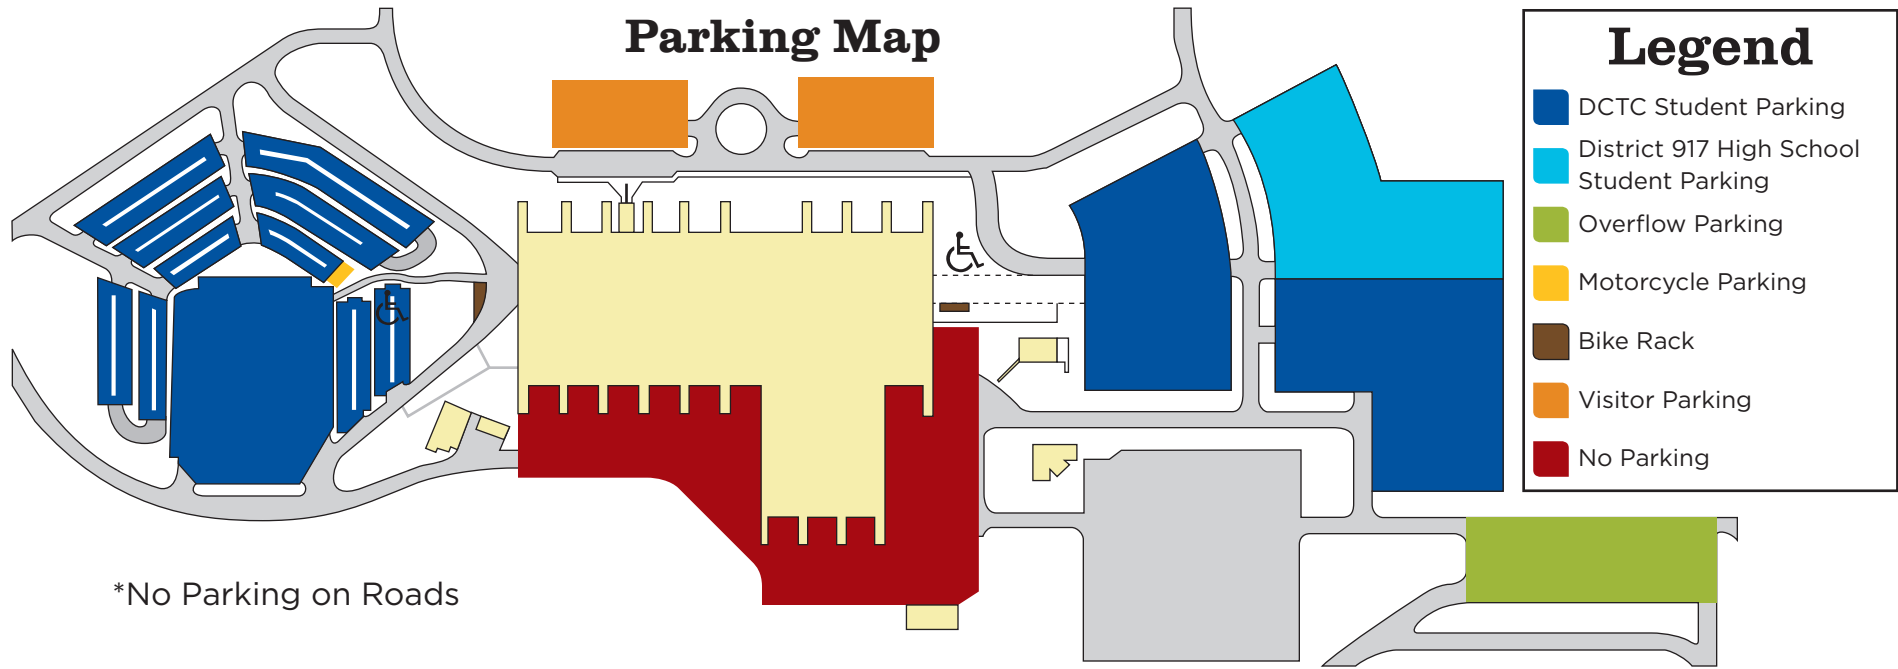 Parking Map
Legend
DCTC Student Parking
District 917 High School
Student Parking
Overflow Parking
Motorcycle Parking
Bike Rack
Visitor Parking
No Parking
*No Parking on Roads